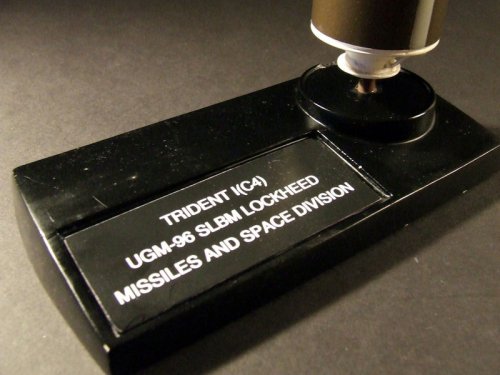 TRIDENT I(C4)
UGM-96 SLBM LOCKHEED
MISSILES AND SPACE DIVISION